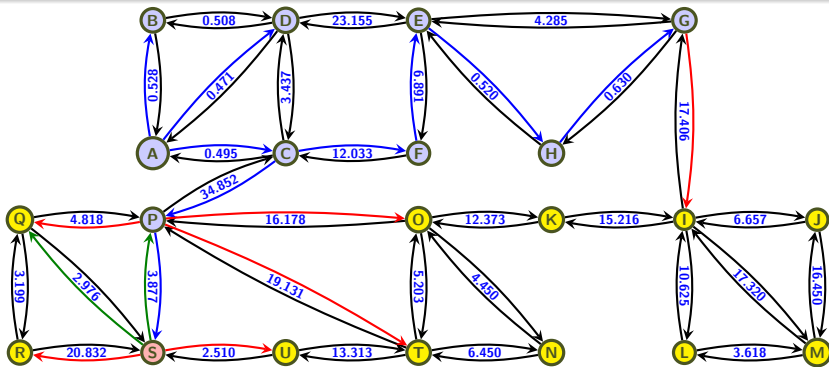 B 0.508 D 23.155 E 4.285 G
0.528 0.471 3.437 6.891 0.520 0.630 17.406
A 0.495 C 12.033 F H
34.852
Q 4.818 P 16.178 O 12.373 K 15.216 I 6.657 J
3.199 2.976 3.877 19.131 5.203 4.450 10.625 17.320 16.450
R 20.832 S 2.510 U 13.313 T 6.450 N L 3.618 M